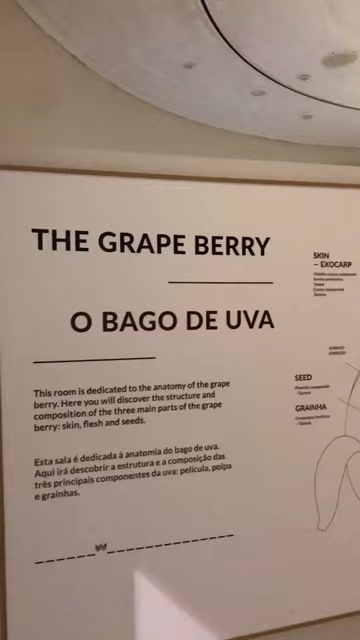 THE GRAPE BERRY
O BAGO DE UVA
This room is dedicated to the anatomy of the grape
berry. Here you will discover the structure and
composition of the three main parts of the grape
berry: skin, flesh and seeds.
Esta sala é dedicada à anatomia do bago de uva.
Aqui irá descobrir a estrutura e a composição das
três principais componentes da uva: película, polpa
e grainhas.
SKIN
– EXOCARP
SEED
GRAINHA